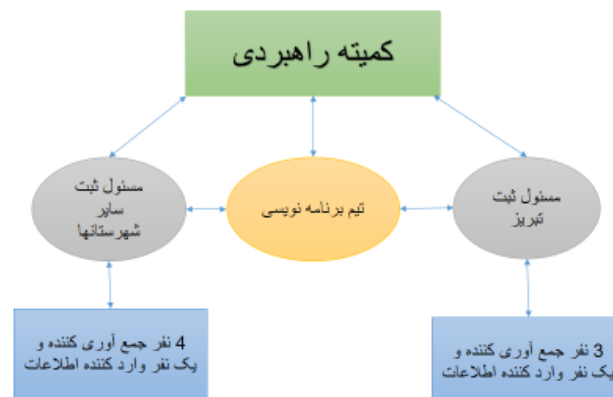 کمیته راهبردی
مسئول ثبت
تبریز
تیم برنامه نویسی
مسئول ثبت
سایر
شهرستانها
3 نفر جمع آوری کننده و
یک نفر وارد کننده اطلاعات
4 نفر جمع آوری کننده و
یک نفر وارد کننده اطلاعات